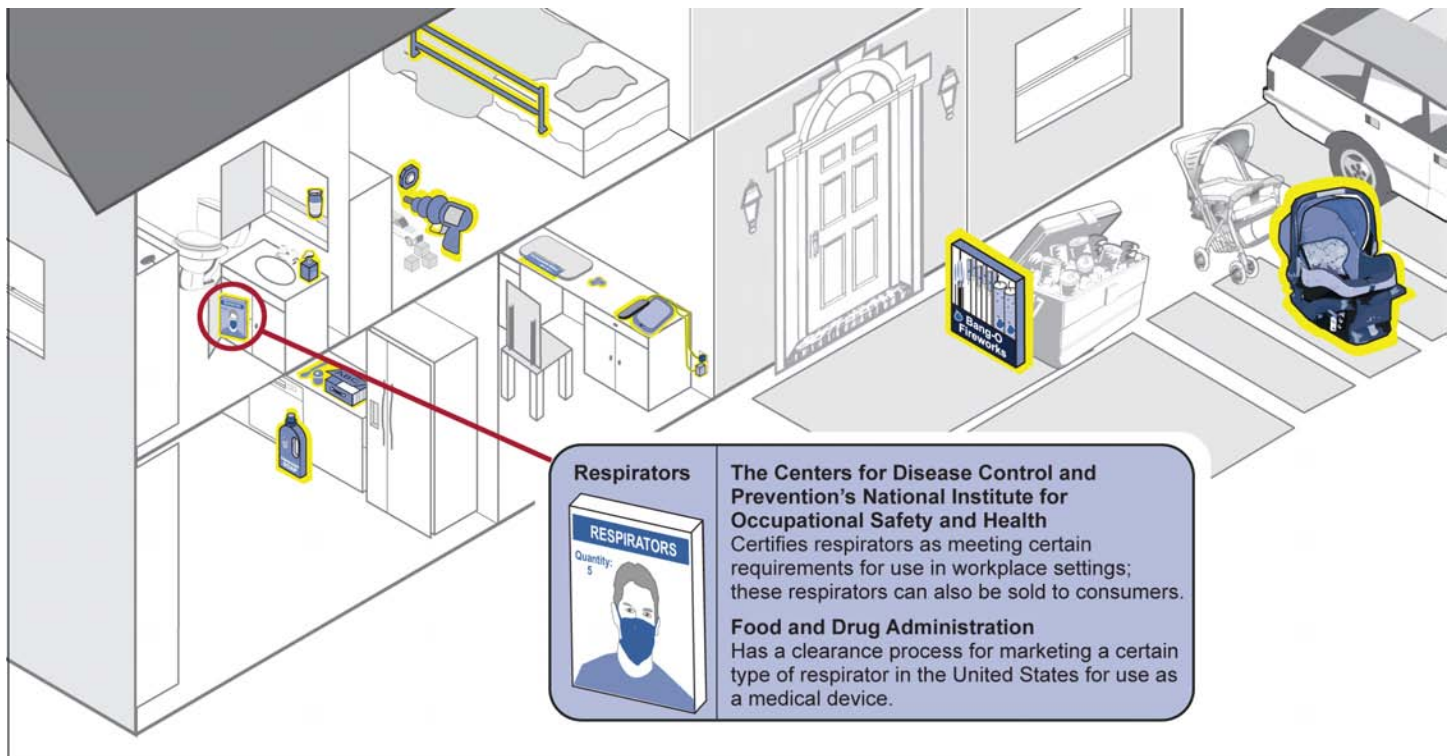 Bang-O
Fireworks
ABC
Respirators
RESPIRATORS
Quantity:
5
The Centers for Disease Control and
Prevention's National Institute for
Occupational Safety and Health
Certifies respirators as meeting certain
requirements for use in workplace settings;
these respirators can also be sold to consumers.
Food and Drug Administration
Has a clearance process for marketing a certain
type of respirator in the United States for use as
a medical device.